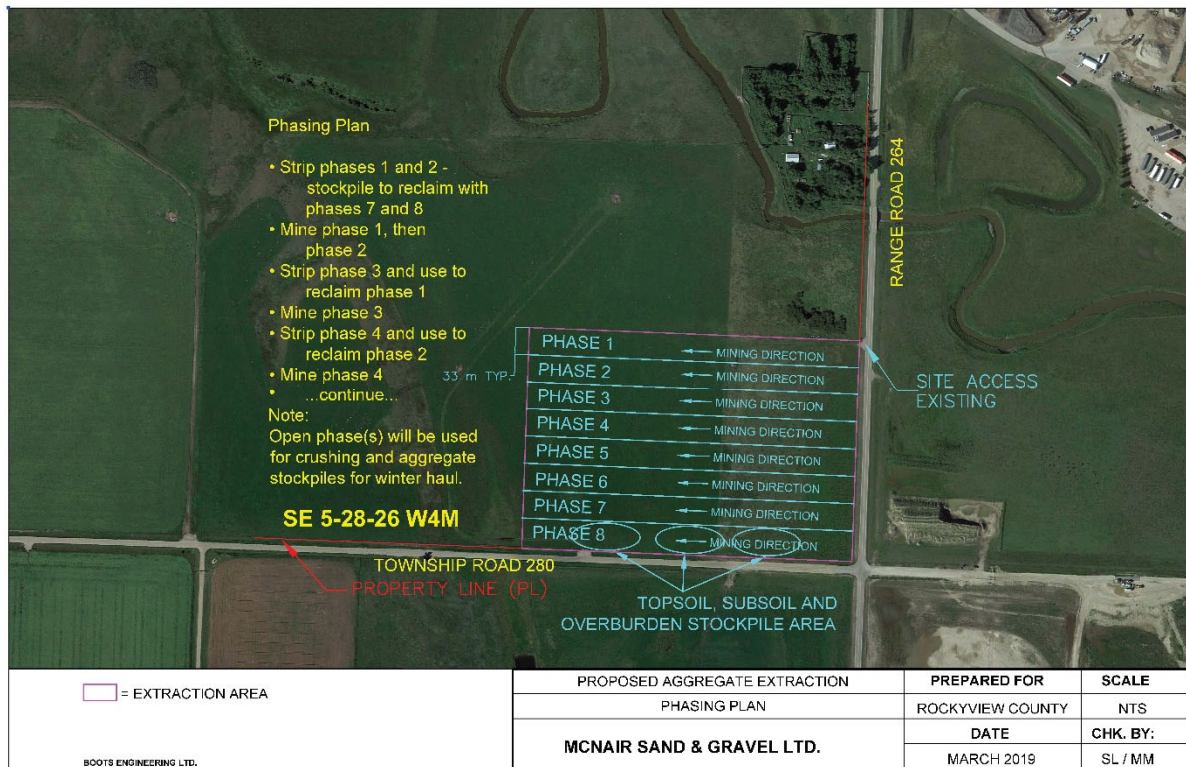 Phasing Plan
• Strip phases 1 and 2 -
stockpile to reclaim with
phases 7 and 8
• Mine phase 1, then
phase 2
• Strip phase 3 and use to
reclaim phase 1
• Mine phase 3
• Strip phase 4 and use to
reclaim phase 2
• Mine phase 4
• ...continue...
Note:
Open phase(s) will be used
for crushing and aggregate
stockpiles for winter haul.
SE 5-28-26 W4M
RANGE ROAD 264
33 m TYP.
PHASE 1 MINING DIRECTION
PHASE 2 MINING DIRECTION
PHASE 3 MINING DIRECTION
PHASE 4 MINING DIRECTION
PHASE 5 MINING DIRECTION
PHASE 6 MINING DIRECTION
PHASE 7 MINING DIRECTION
PHASE 8 MINING DIRECTION
SITE ACCESS
EXISTING
TOWNSHIP ROAD 280
PROPERTY LINE (PL)
TOPSOIL, SUBSOIL AND
OVERBURDEN STOCKPILE AREA
= EXTRACTION AREA
BOOTS ENGINEERING LTD.
PROPOSED AGGREGATE EXTRACTION
PHASING PLAN
MCNAIR SAND & GRAVEL LTD.
PREPARED FOR
ROCKYVIEW COUNTY
DATE
MARCH 2019
SCALE
NTS
CHK. BY:
SL / MM